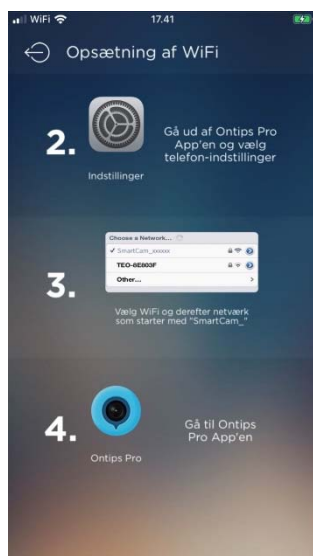 WiFi 17.41
Opsætning af WiFi
2.
Indstillinger
Gå ud af Ontips Pro
App'en og vælg
telefon-indstillinger
3.
Choose a Network...
✓ SmartCam_xxxxxx
TEO-8E803F
Other...
Vælg WiFi og derefter netværk
som starter med "SmartCam_"
4.
Ontips Pro
Gå til Ontips
Pro App'en